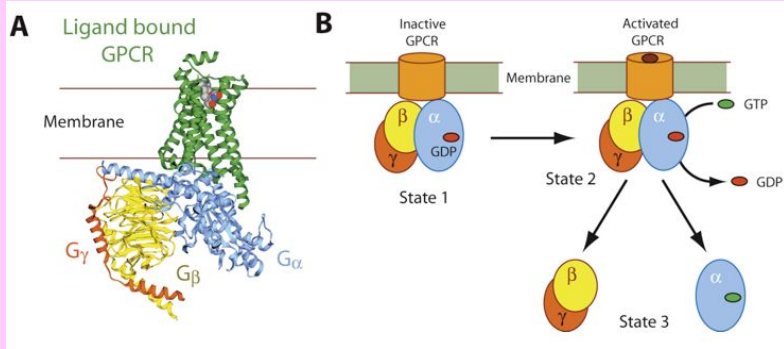 A
Ligand bound
GPCR
Membrane
Gγ
Gβ
Gα
B
Inactive
GPCR
Activated
GPCR
Membrane
β
α
γ
GDP
State 1
β
α
γ
State 2
GTP
GDP
β
γ
α
State 3